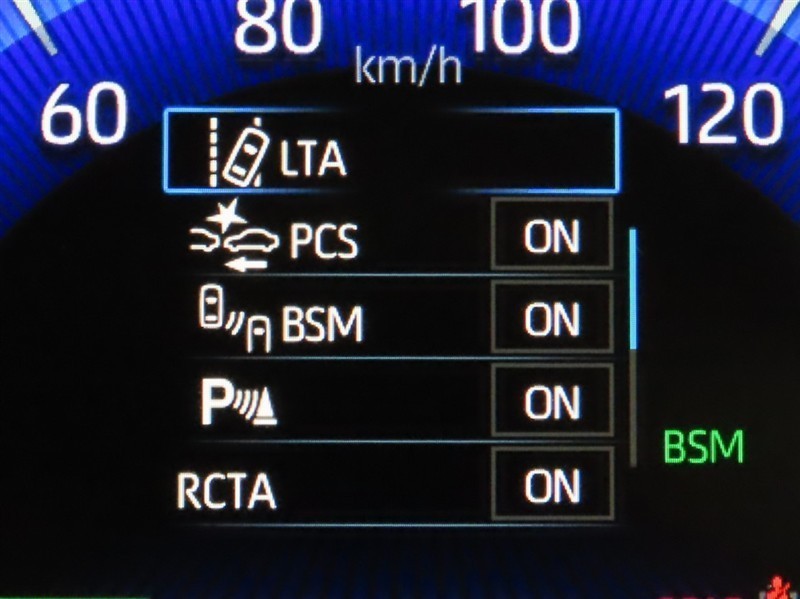 80 100
km/h
60 120
LTA
PCS ON
BSM ON
P ON
BSM
RCTA ON